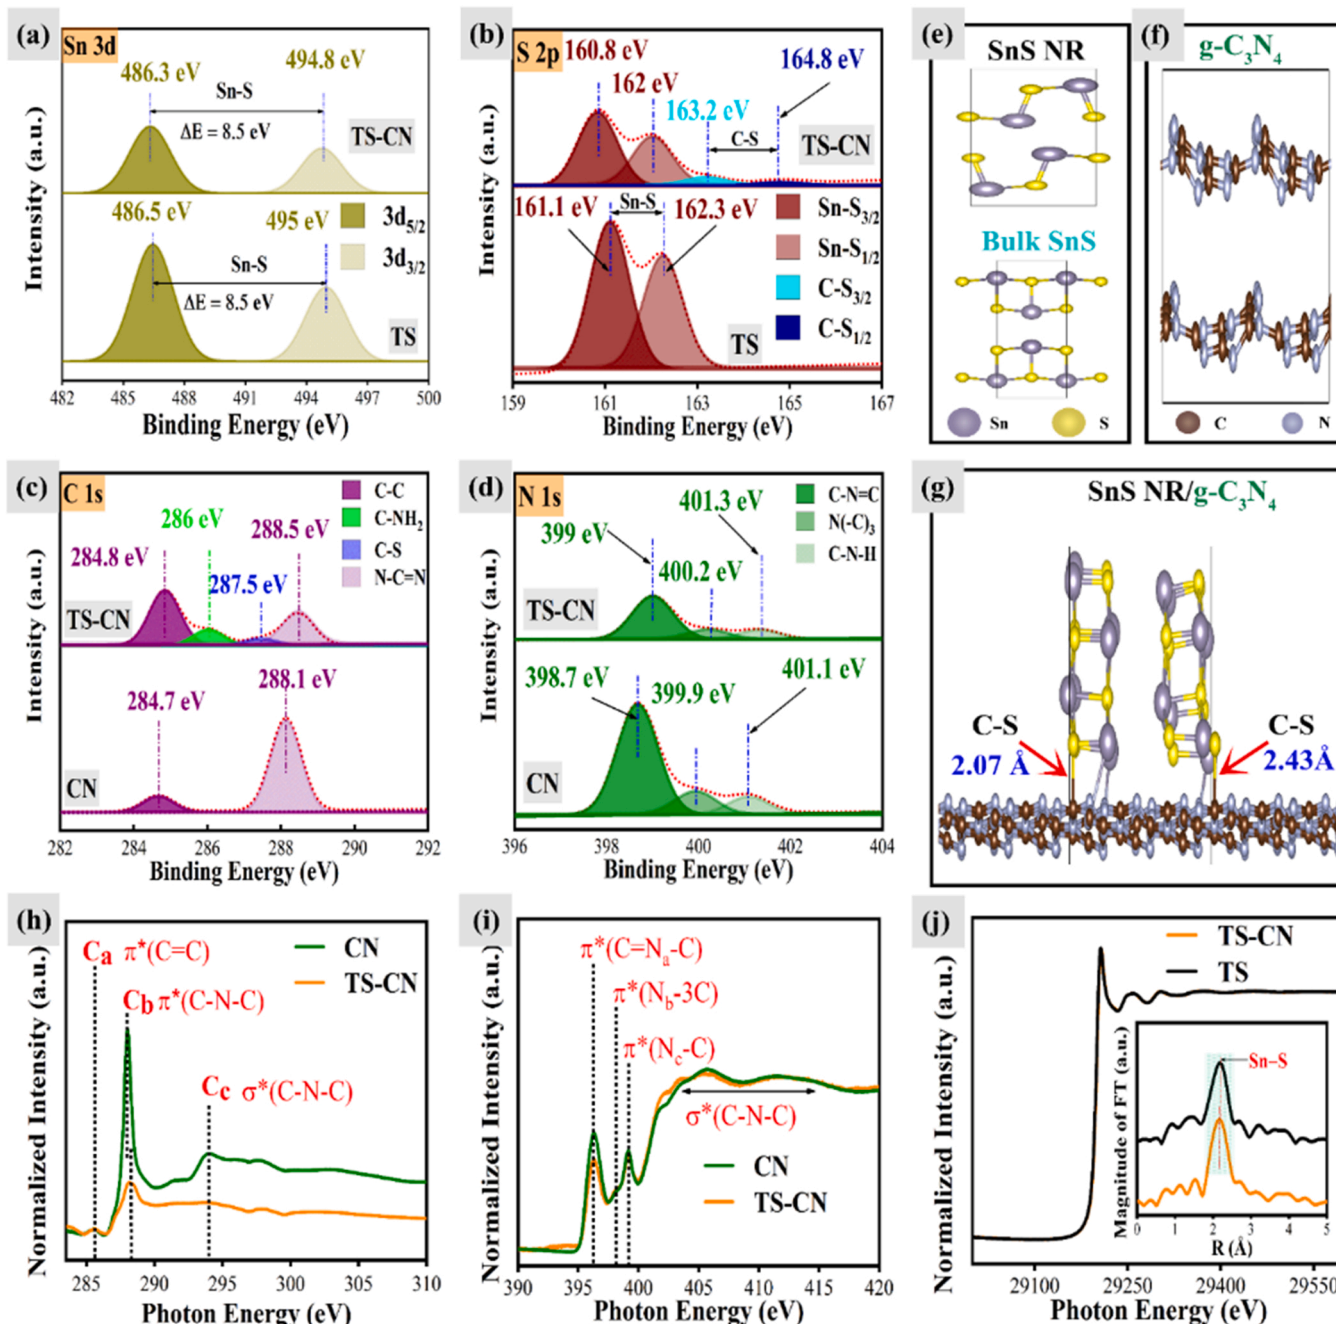 (a)
Sn 3d
486.3 eV
494.8 eV
Sn-S
ΔE = 8.5 eV
TS-CN
486.5 eV
495 eV
3d5/2
3d3/2
Sn-S
ΔE = 8.5 eV
TS
482 485 488 491 494 497 500
Binding Energy (eV)
Intensity (a.u.)
(b)
S 2p
160.8 eV
162 eV
163.2 eV
164.8 eV
C-S
TS-CN
161.1 eV
Sn-S
162.3 eV
Sn-S3/2
Sn-S1/2
C-S3/2
C-S1/2
TS
159 161 163 165 167
Binding Energy (eV)
Intensity (a.u.)
(e)
SnS NR
Bulk SnS
Sn
S
(f)
g-C3N4
C
N
(c)
C 1s
C-C
C-NH2
C-S
N-C=N
286 eV
288.5 eV
284.8 eV
287.5 eV
TS-CN
284.7 eV
288.1 eV
CN
282 284 286 288 290 292
Binding Energy (eV)
Intensity (a.u.)
(d)
N 1s
C-N=C
N(-C)3
C-N-H
399 eV
401.3 eV
400.2 eV
TS-CN
398.7 eV
399.9 eV
401.1 eV
CN
396 398 400 402 404
Binding Energy (eV)
Intensity (a.u.)
(g)
SnS NR/g-C3N4
C-S
2.07 Å
C-S
2.43Å
(h)
Ca π*(C=C)
Cb π*(C-N-C)
Cc σ*(C-N-C)
CN
TS-CN
285 290 295 300 305 310
Photon Energy (eV)
Normalized Intensity (a.u.)
(i)
π*(C=Na-C)
π*(Nb-3C)
π*(Nc-C)
σ*(C-N-C)
CN
TS-CN
390 395 400 405 410 415 420
Photon Energy (eV)
Normalized Intensity (a.u.)
(j)
TS-CN
TS
Sn-S
Magnitude of FT (a.u.)
0 1 2 3 4 5
R (Å)
29100 29250 29400 29550
Photon Energy (eV)
Normalized Intensity (a.u.)